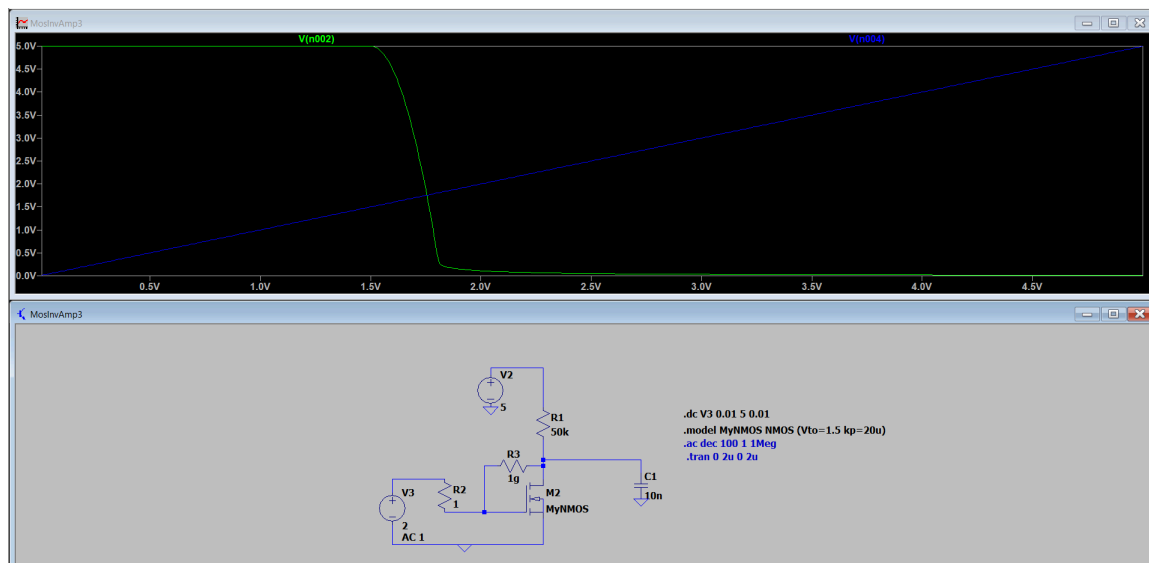 MosInvAmp3
V(n002) V(n004)
5.0V
4.5V
4.0V
3.5V
3.0V
2.5V
2.0V
1.5V
1.0V
0.5V
0.0V
0.5V 1.0V 1.5V 2.0V 2.5V 3.0V 3.5V 4.0V 4.5V
MosInvAmp3
V2
5
R1
50k
.dc V3 0.01 5 0.01
.model MyNMOS NMOS (Vto=1.5 kp=20u)
.ac dec 100 1 1Meg
.tran 0 2u 0 2u
R3
1g
C1
10n
V3
2
AC 1
R2
1
M2
MyNMOS